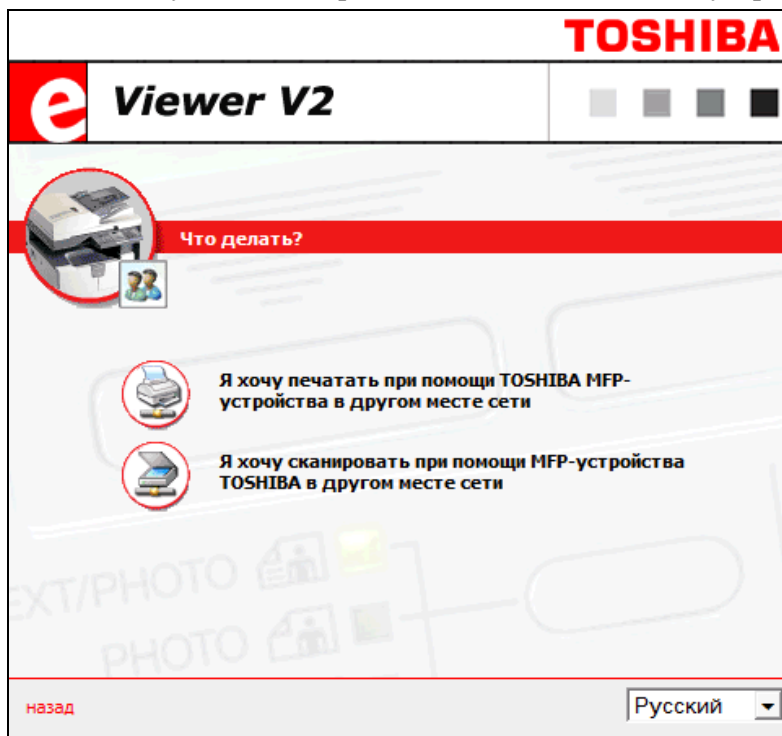 TOSHIBA
e Viewer V2
Что делать?
Я хочу печатать при помощи TOSHIBA MFP-
устройства в другом месте сети
Я хочу сканировать при помощи MFP-устройства
TOSHIBA в другом месте сети
EXT/PHOTO
PHOTO
назад
Русский